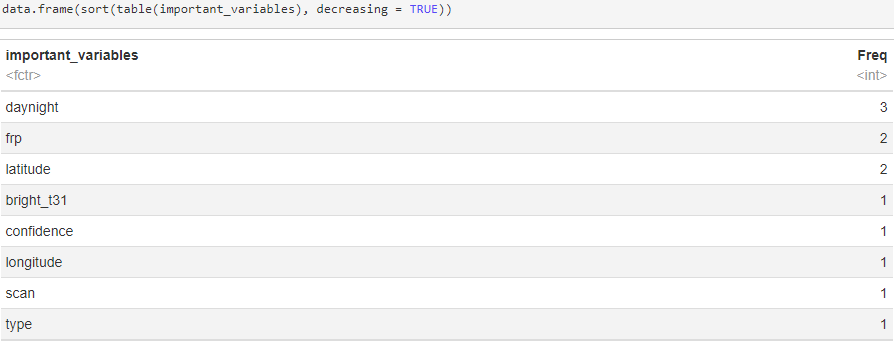 data.frame(sort(table(important_variables), decreasing = TRUE))
important_variables Freq
<fctr> <int>
daynight 3
frp 2
latitude 2
bright_t31 1
confidence 1
longitude 1
scan 1
type 1